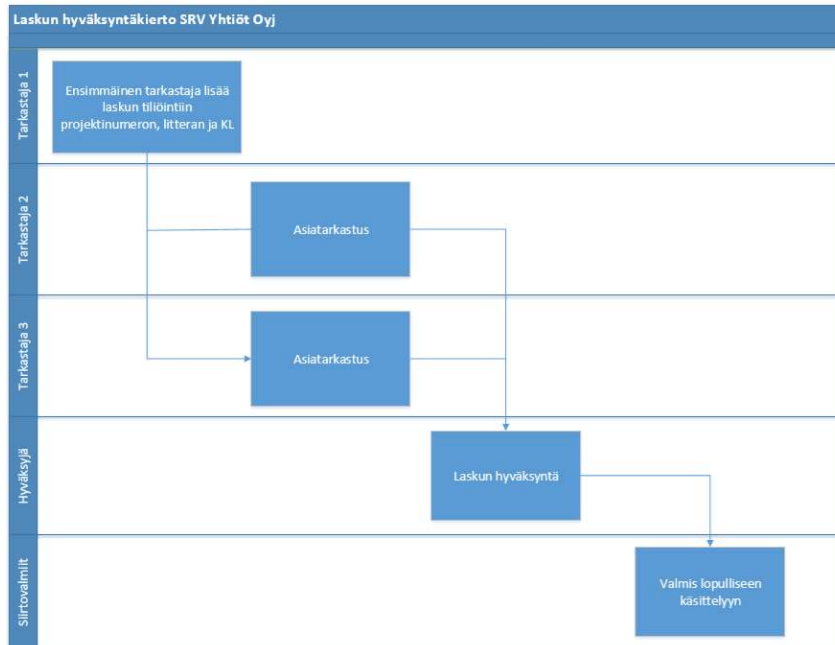 Laskun hyväksyntäkierto SRV Yhtiöt Oyj
Tarkastaja 1
Ensimmäinen tarkastaja lisää
laskun tiliöintiin
projektinumeron, litteran ja KL
Tarkastaja 2
Asiatarkastus
Tarkastaja 3
Asiatarkastus
Hyväksyjä
Laskun hyväksyntä
Siirtovalmiit
Valmis lopulliseen
käsittelyyn